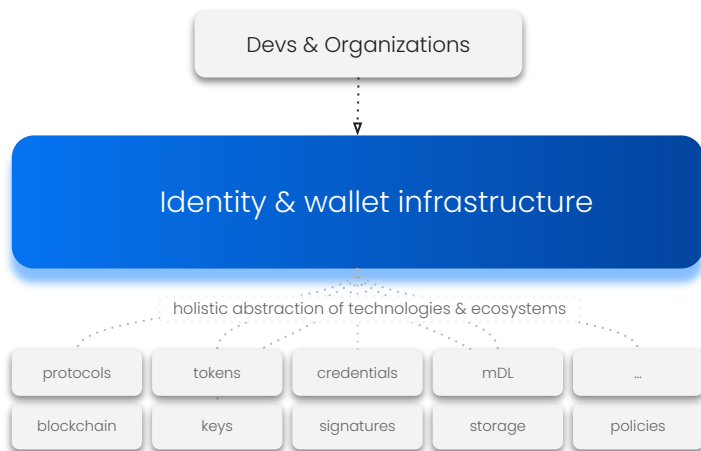 Devs & Organizations
Identity & wallet infrastructure
holistic abstraction of technologies & ecosystems
protocols
tokens
credentials
mDL
...
blockchain
keys
signatures
storage
policies